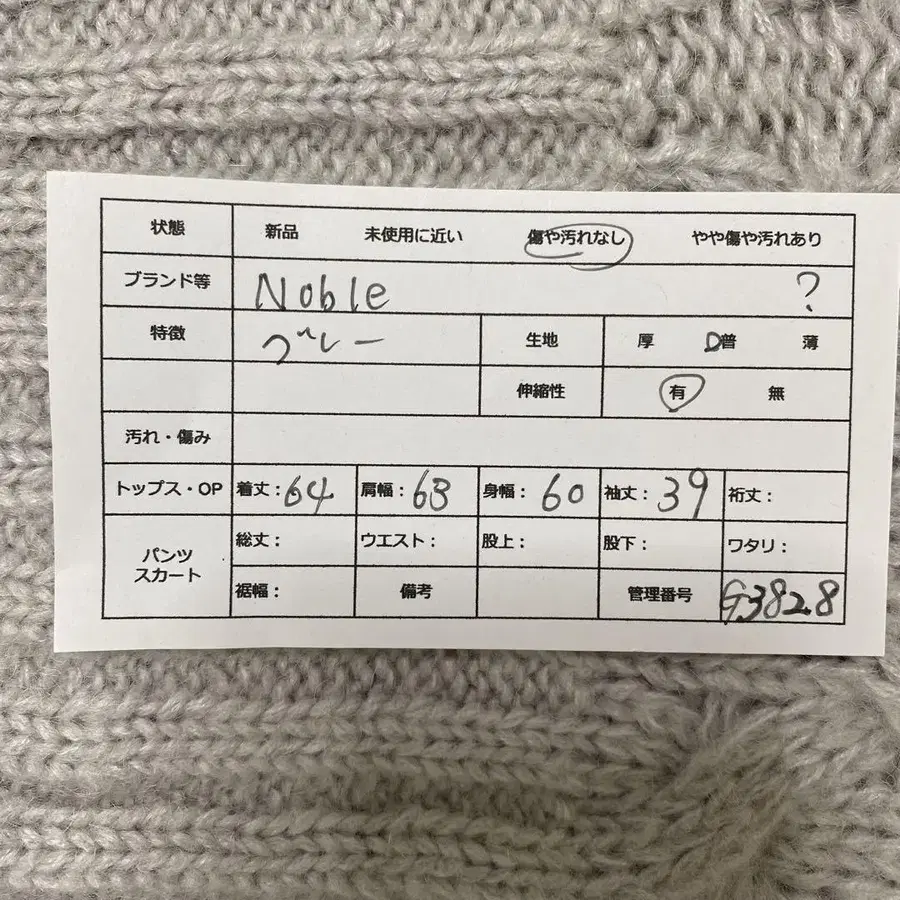 状態 新品 未使用に近い 傷や汚れなし やや傷や汚れあり
ブランド等 Noble ?
特徴 グレー 生地 厚 普 薄
伸縮性 有 無
汚れ・傷み
トップス・OP 着丈：64 肩幅：63 身幅：60 袖丈：39 裄丈：
パンツ スカート 総丈： ウエスト： 股上： 股下： ワタリ：
裾幅： 備考 管理番号 G3828